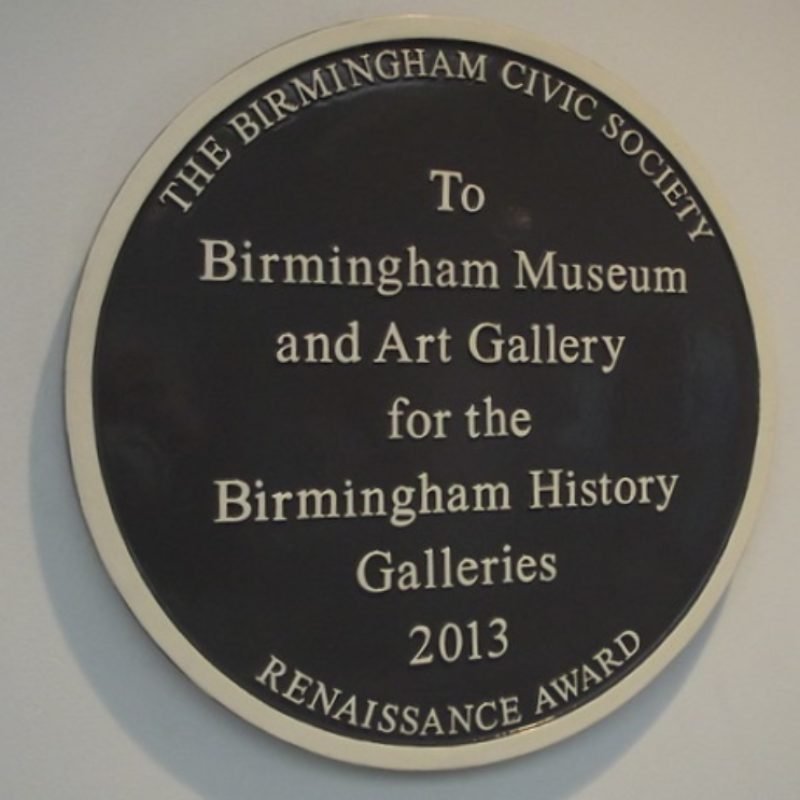 THE BIRMINGHAM CIVIC SOCIETY
To
Birmingham Museum
and Art Gallery
for the
Birmingham History
Galleries
2013
RENAISSANCE AWARD